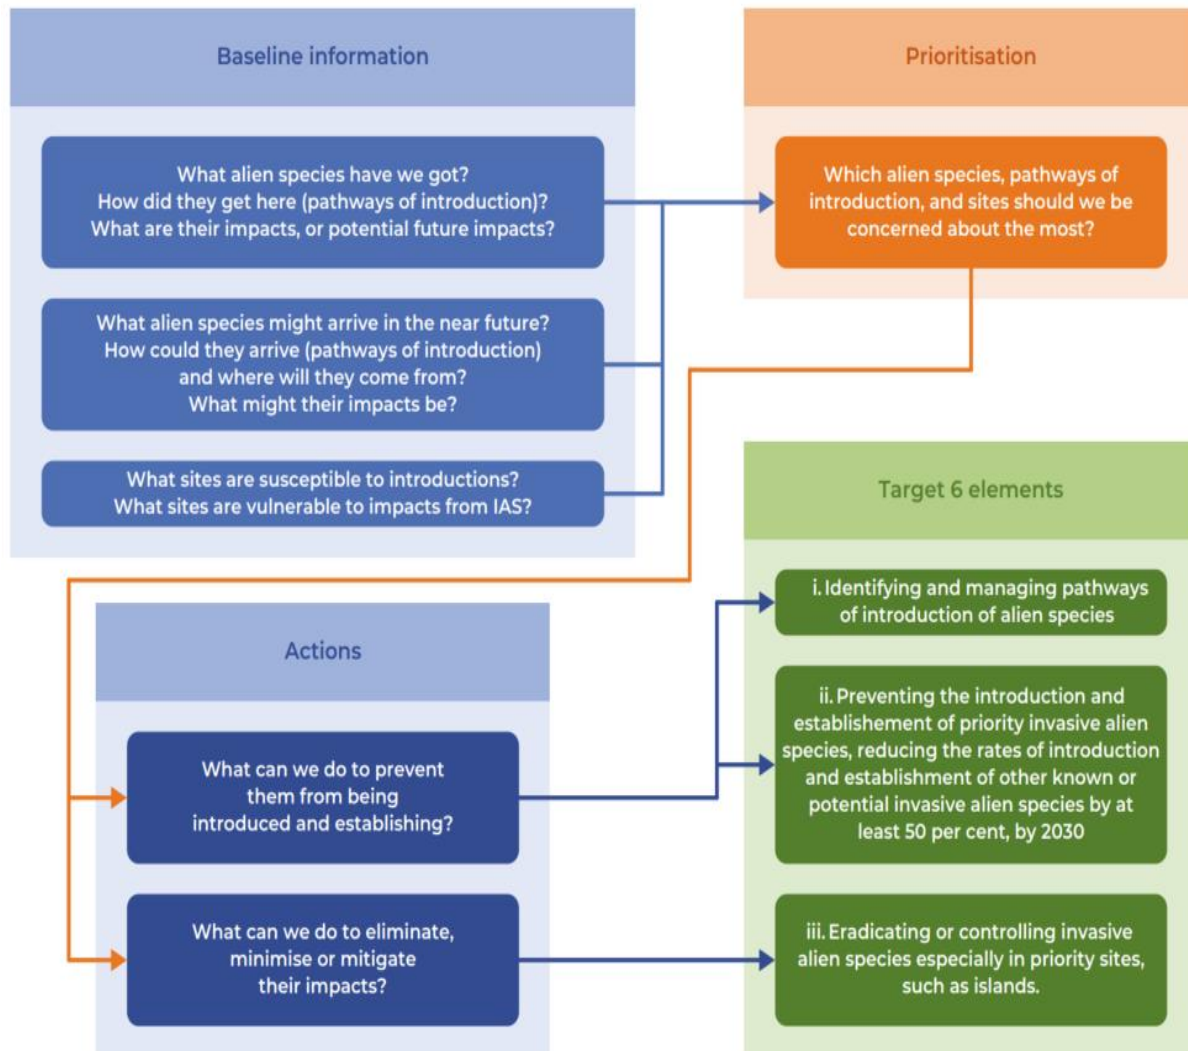 Baseline information
What alien species have we got?
How did they get here (pathways of introduction)?
What are their impacts, or potential future impacts?
What alien species might arrive in the near future?
How could they arrive (pathways of introduction)
and where will they come from?
What might their impacts be?
What sites are susceptible to introductions?
What sites are vulnerable to impacts from IAS?
Prioritisation
Which alien species, pathways of
introduction, and sites should we be
concerned about the most?
Actions
What can we do to prevent
them from being
introduced and establishing?
What can we do to eliminate,
minimise or mitigate
their impacts?
Target 6 elements
i. Identifying and managing pathways
of introduction of alien species
ii. Preventing the introduction and
establishement of priority invasive alien
species, reducing the rates of introduction
and establishment of other known or
potential invasive alien species by at
least 50 per cent, by 2030
iii. Eradicating or controlling invasive
alien species especially in priority sites,
such as islands.